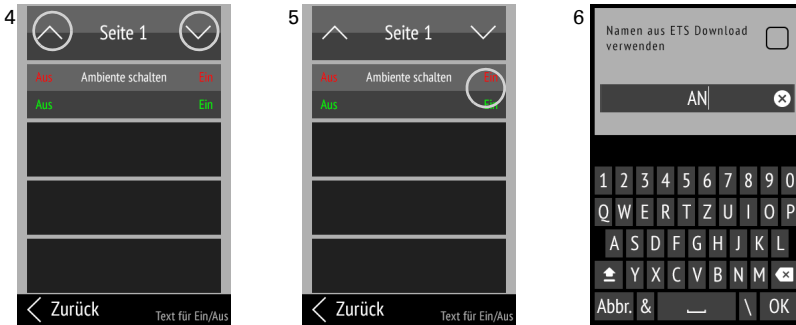 4
Seite 1
Aus Ambiente schalten Ein
Aus Ein
Zurück Text für Ein/Aus
5
Seite 1
Aus Ambiente schalten Ein
Aus Ein
Zurück Text für Ein/Aus
6
Namen aus ETS Download
verwenden
AN
1 2 3 4 5 6 7 8 9 0
Q W E R T Z U I O P
A S D F G H J K L
Y X C V B N M
Abbr. & \ OK